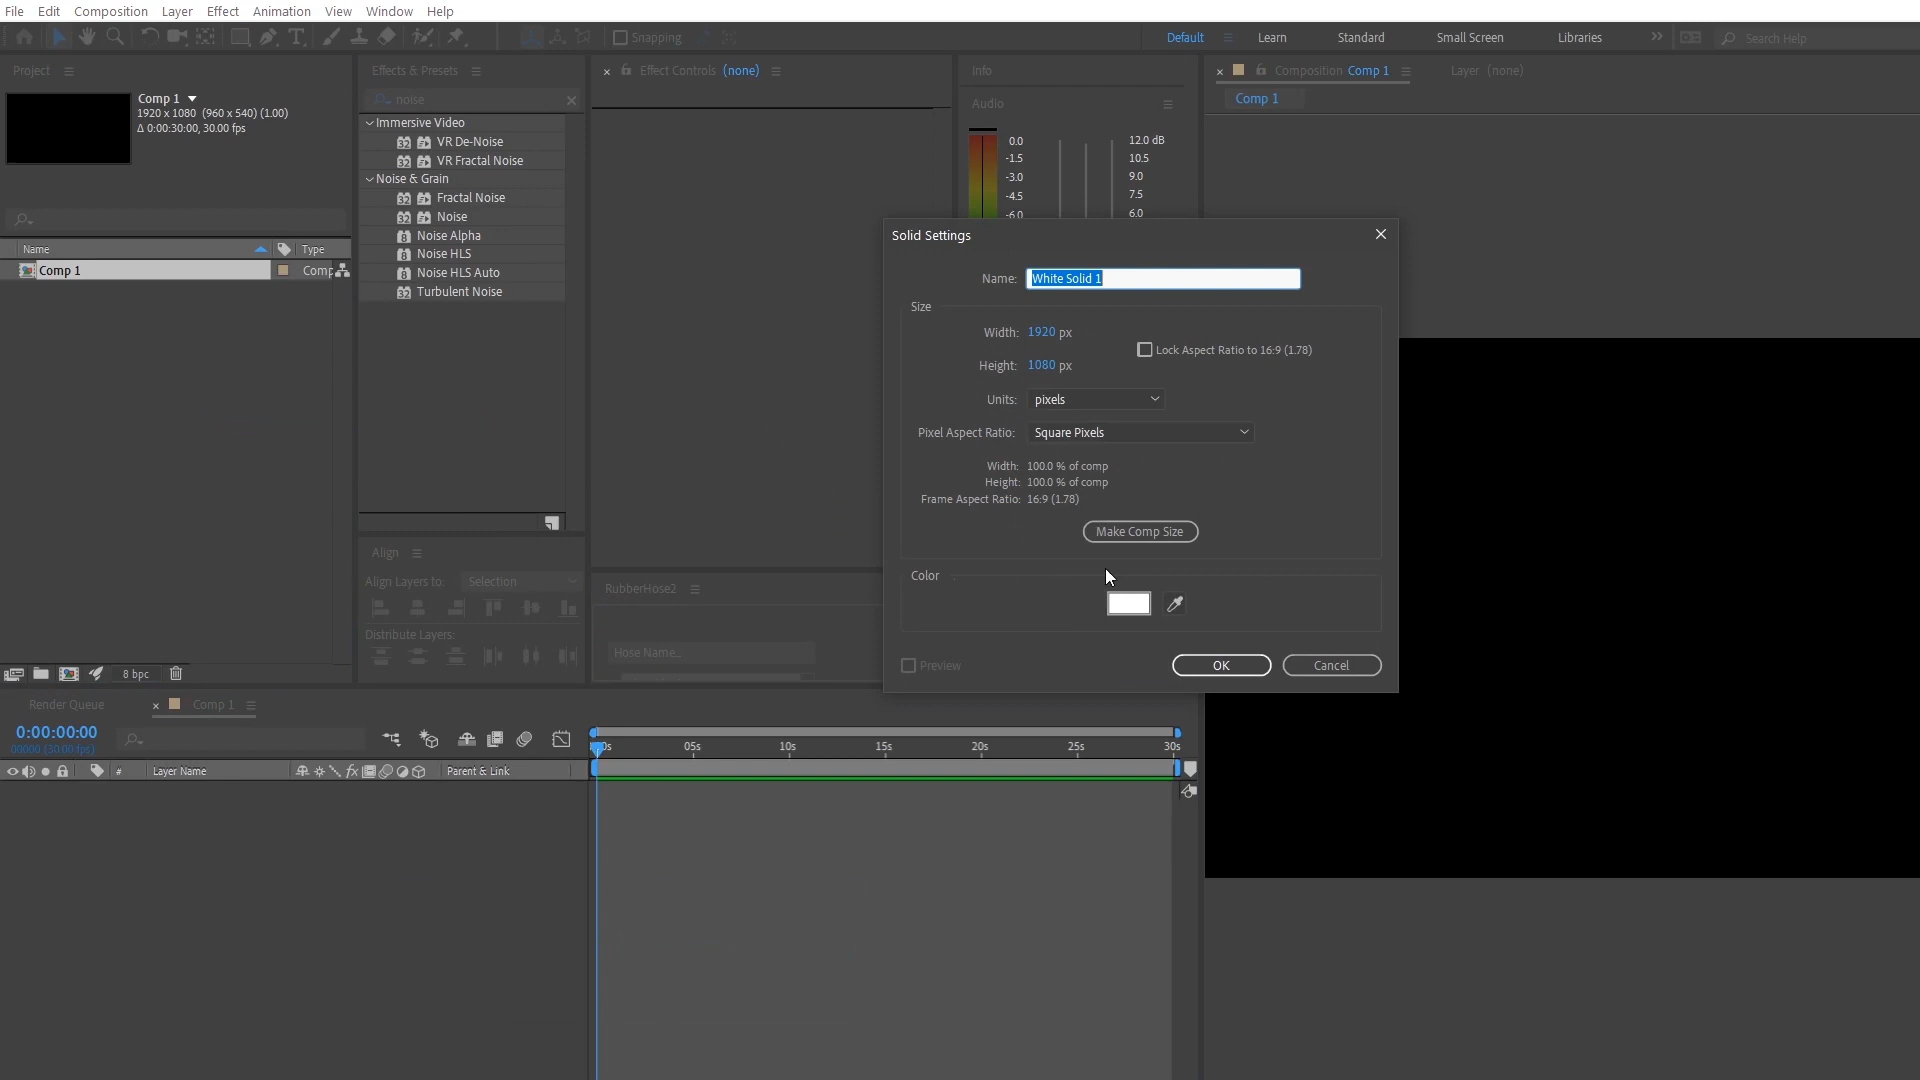 File Edit Composition Layer Effect Animation View Window Help
Snapping Default Learn Standard Small Screen Libraries Search Help
Project Effects & Presets Effect Controls (none) Info Composition Comp 1 Layer (none)
Comp 1
1920 x 1080 (960 x 540) (1.00)
Δ 0:00:30:00, 30.00 fps
noise
Immersive Video
VR De-Noise
VR Fractal Noise
Noise & Grain
Fractal Noise
Noise
Noise Alpha
Noise HLS
Noise HLS Auto
Turbulent Noise
Audio
0.0 12.0 dB
-1.5 10.5
-3.0 9.0
-4.5 7.5
-6.0 6.0
Comp 1
Name Type
Comp 1 Comp
Solid Settings
Name: White Solid 1
Size
Width: 1920 px
Lock Aspect Ratio to 16:9 (1.78)
Height: 1080 px
Units: pixels
Pixel Aspect Ratio: Square Pixels
Width: 100.0 % of comp
Height: 100.0 % of comp
Frame Aspect Ratio: 16:9 (1.78)
Make Comp Size
Color
Preview OK Cancel
Align
Align Layers to: Selection
Distribute Layers:
RubberHose2
Hose Name...
8 bpc
Render Queue Comp 1
0:00:00:00
00000 (30.00 fps)
00s 05s 10s 15s 20s 25s 30s
# Layer Name fx Parent & Link